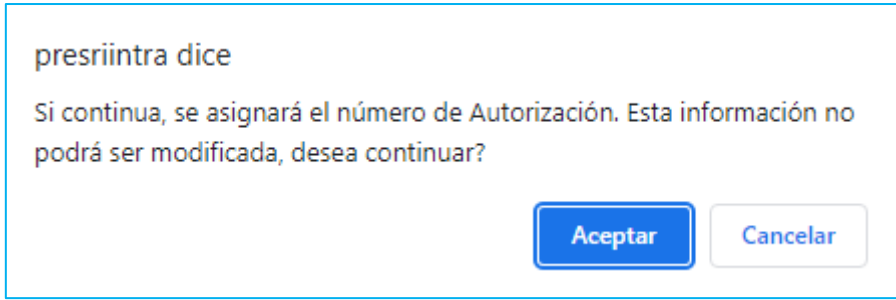 presriintra dice
Si continua, se asignará el número de Autorización. Esta información no
podrá ser modificada, desea continuar?
Aceptar
Cancelar